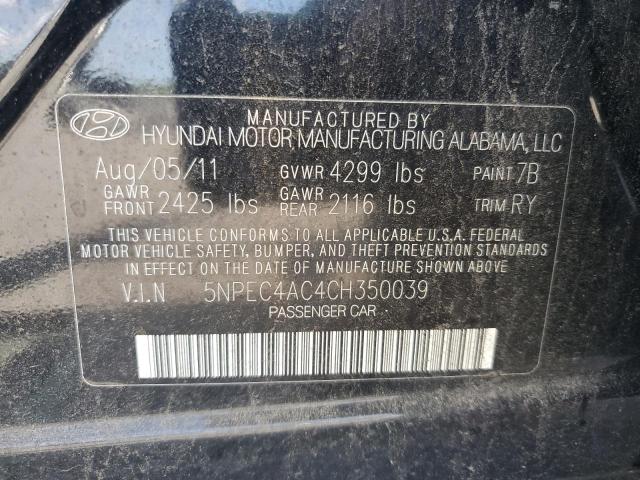 MANUFACTURED BY
HYUNDAI MOTOR MANUFACTURING ALABAMA, LLC
Aug/05/11 GVWR 4299 lbs PAINT 7B
GAWR FRONT 2425 lbs GAWR REAR 2116 lbs TRIM RY
THIS VEHICLE CONFORMS TO ALL APPLICABLE U.S.A. FEDERAL
MOTOR VEHICLE SAFETY, BUMPER, AND THEFT PREVENTION STANDARDS
IN EFFECT ON THE DATE OF MANUFACTURE SHOWN ABOVE
V.I.N 5NPEC4AC4CH350039
PASSENGER CAR